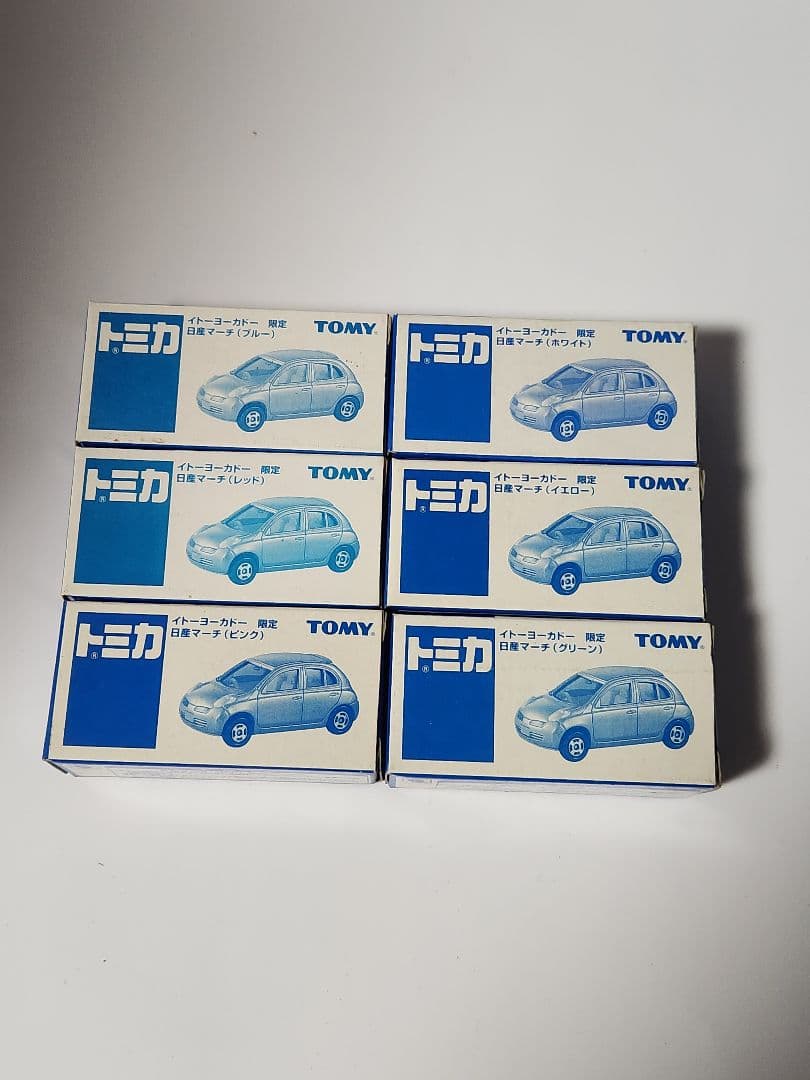 トミカ
イトーヨーカドー 限定
日産マーチ(ブルー)
TOMY
トミカ
イトーヨーカドー 限定
日産マーチ(ホワイト)
TOMY
トミカ
イトーヨーカドー 限定
日産マーチ(レッド)
TOMY
トミカ
イトーヨーカドー 限定
日産マーチ(イエロー)
TOMY
トミカ
イトーヨーカドー 限定
日産マーチ(ピンク)
TOMY
トミカ
イトーヨーカドー 限定
日産マーチ(グリーン)
TOMY